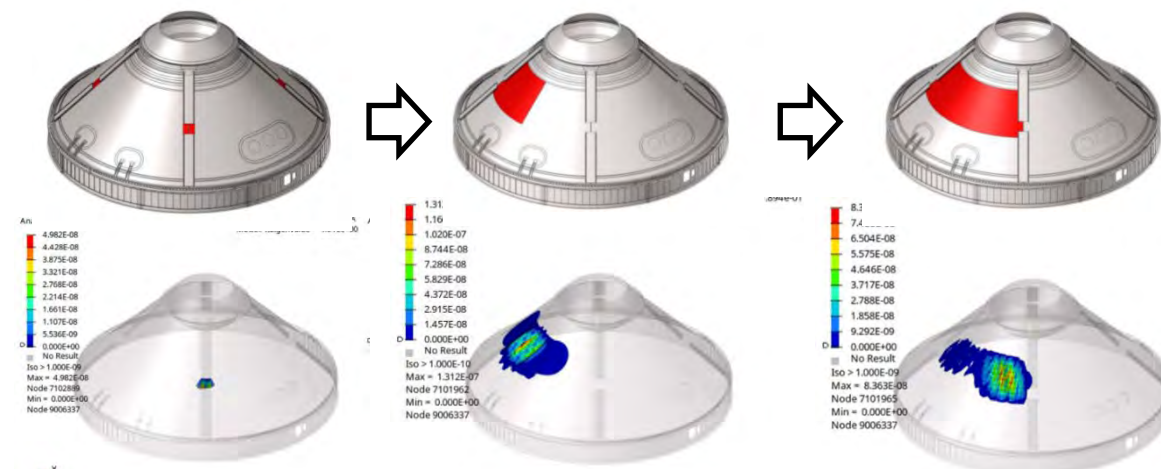 4.982E-08
4.428E-08
3.875E-08
3.321E-08
2.768E-08
2.214E-08
1.661E-08
1.107E-08
5.536E-09
0.000E+00
No Result
Iso > 1.000E-09
Max = 4.982E-08
Node 7102899
Min = 0.000E+00
Node 9006337
1.31
1.16
1.020E-07
8.744E-08
7.286E-08
5.829E-08
4.372E-08
2.915E-08
1.457E-08
0.000E+00
No Result
Iso > 1.000E-10
Max = 1.312E-07
Node 7101962
Min = 0.000E+00
Node 9006337
6.504E-08
5.575E-08
4.646E-08
3.717E-08
2.788E-08
1.858E-08
9.292E-09
0.000E+00
No Result
Iso > 1.000E-09
Max = 8.363E-08
Node 7101965
Min = 0.000E+00
Node 9006337